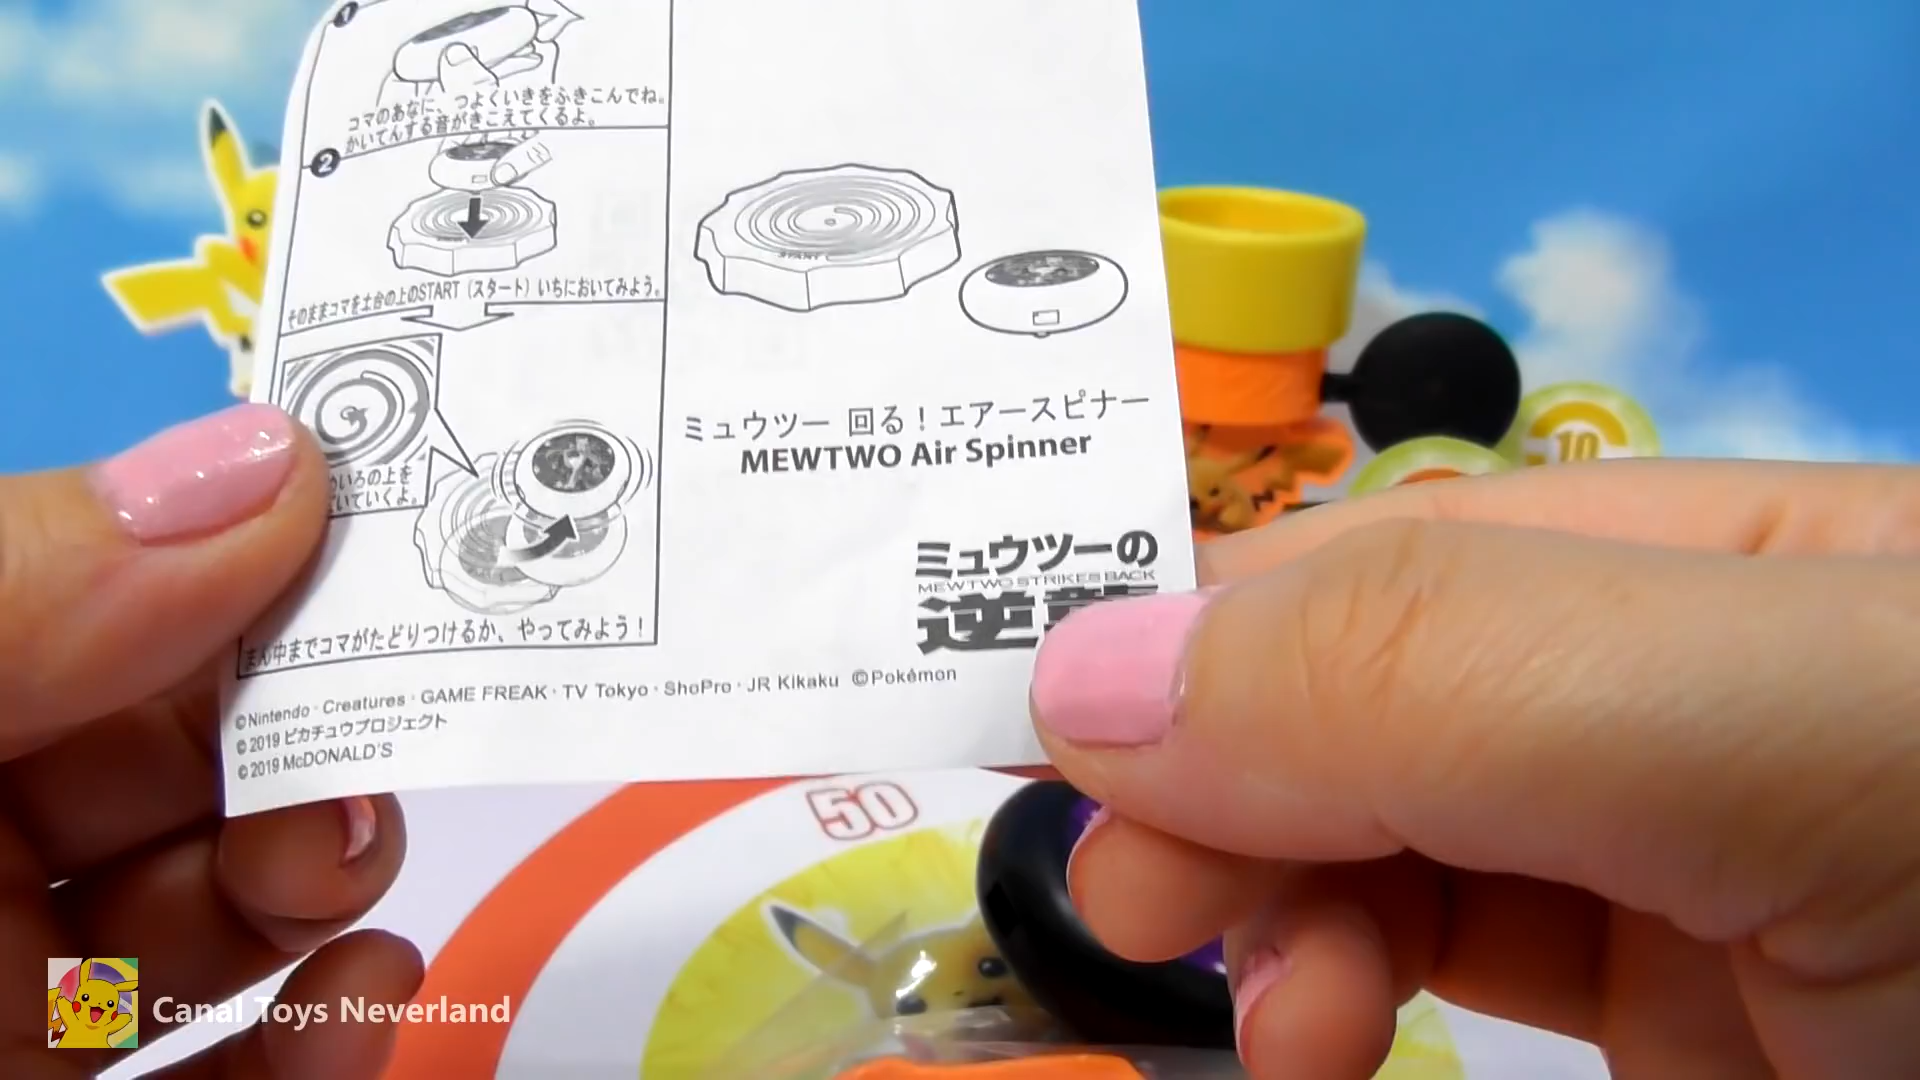 1
コマのあなに、つよくいきをふきこんでね。
かいてんする音がきこえてくるよ。
2
START
そのままコマを土台の上のSTART（スタート）いちにおいてみよう。
いろの上を
いていくよ。
まん中までコマがたどりつけるか、やってみよう！
START
ミュウツー 回る！エアースピナー
MEWTWO Air Spinner
ミュウツーの
MEWTWO STRIKES BACK
逆
©Nintendo・Creatures・GAME FREAK・TV Tokyo・ShoPro・JR Kikaku ©Pokémon
©2019 ピカチュウプロジェクト
©2019 McDONALD'S
10
50
Canal Toys Neverland